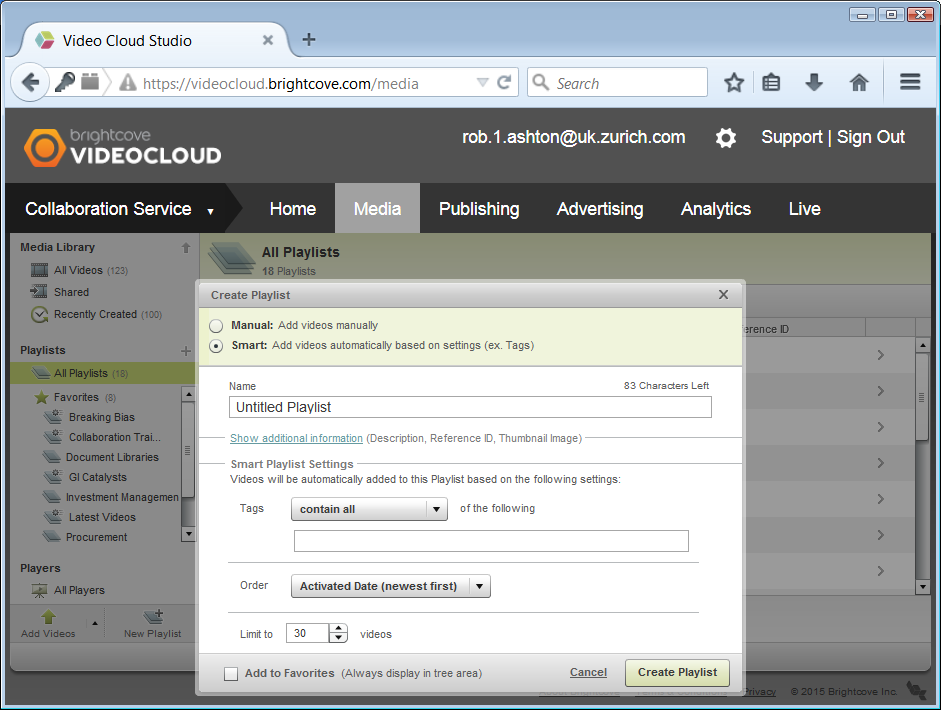 Video Cloud Studio
https://videocloud.brightcove.com/media
Search
brightcove
VIDEOCLOUD
rob.1.ashton@uk.zurich.com
Support | Sign Out
Collaboration Service
Home
Media
Publishing
Advertising
Analytics
Live
Media Library
All Videos (123)
Shared
Recently Created (100)
Playlists
All Playlists (18)
Favorites (8)
Breaking Bias
Collaboration Trai...
Document Libraries
GI Catalysts
Investment Managemen
Latest Videos
Procurement
Players
All Players
Add Videos
New Playlist
All Playlists
18 Playlists
erence ID
Create Playlist
Manual: Add videos manually
Smart: Add videos automatically based on settings (ex. Tags)
Name
83 Characters Left
Untitled Playlist
Show additional information (Description, Reference ID, Thumbnail Image)
Smart Playlist Settings
Videos will be automatically added to this Playlist based on the following settings:
Tags
contain all
of the following
Order
Activated Date (newest first)
Limit to
30
videos
Add to Favorites (Always display in tree area)
Cancel
Create Playlist
Privacy
© 2015 Brightcove Inc.